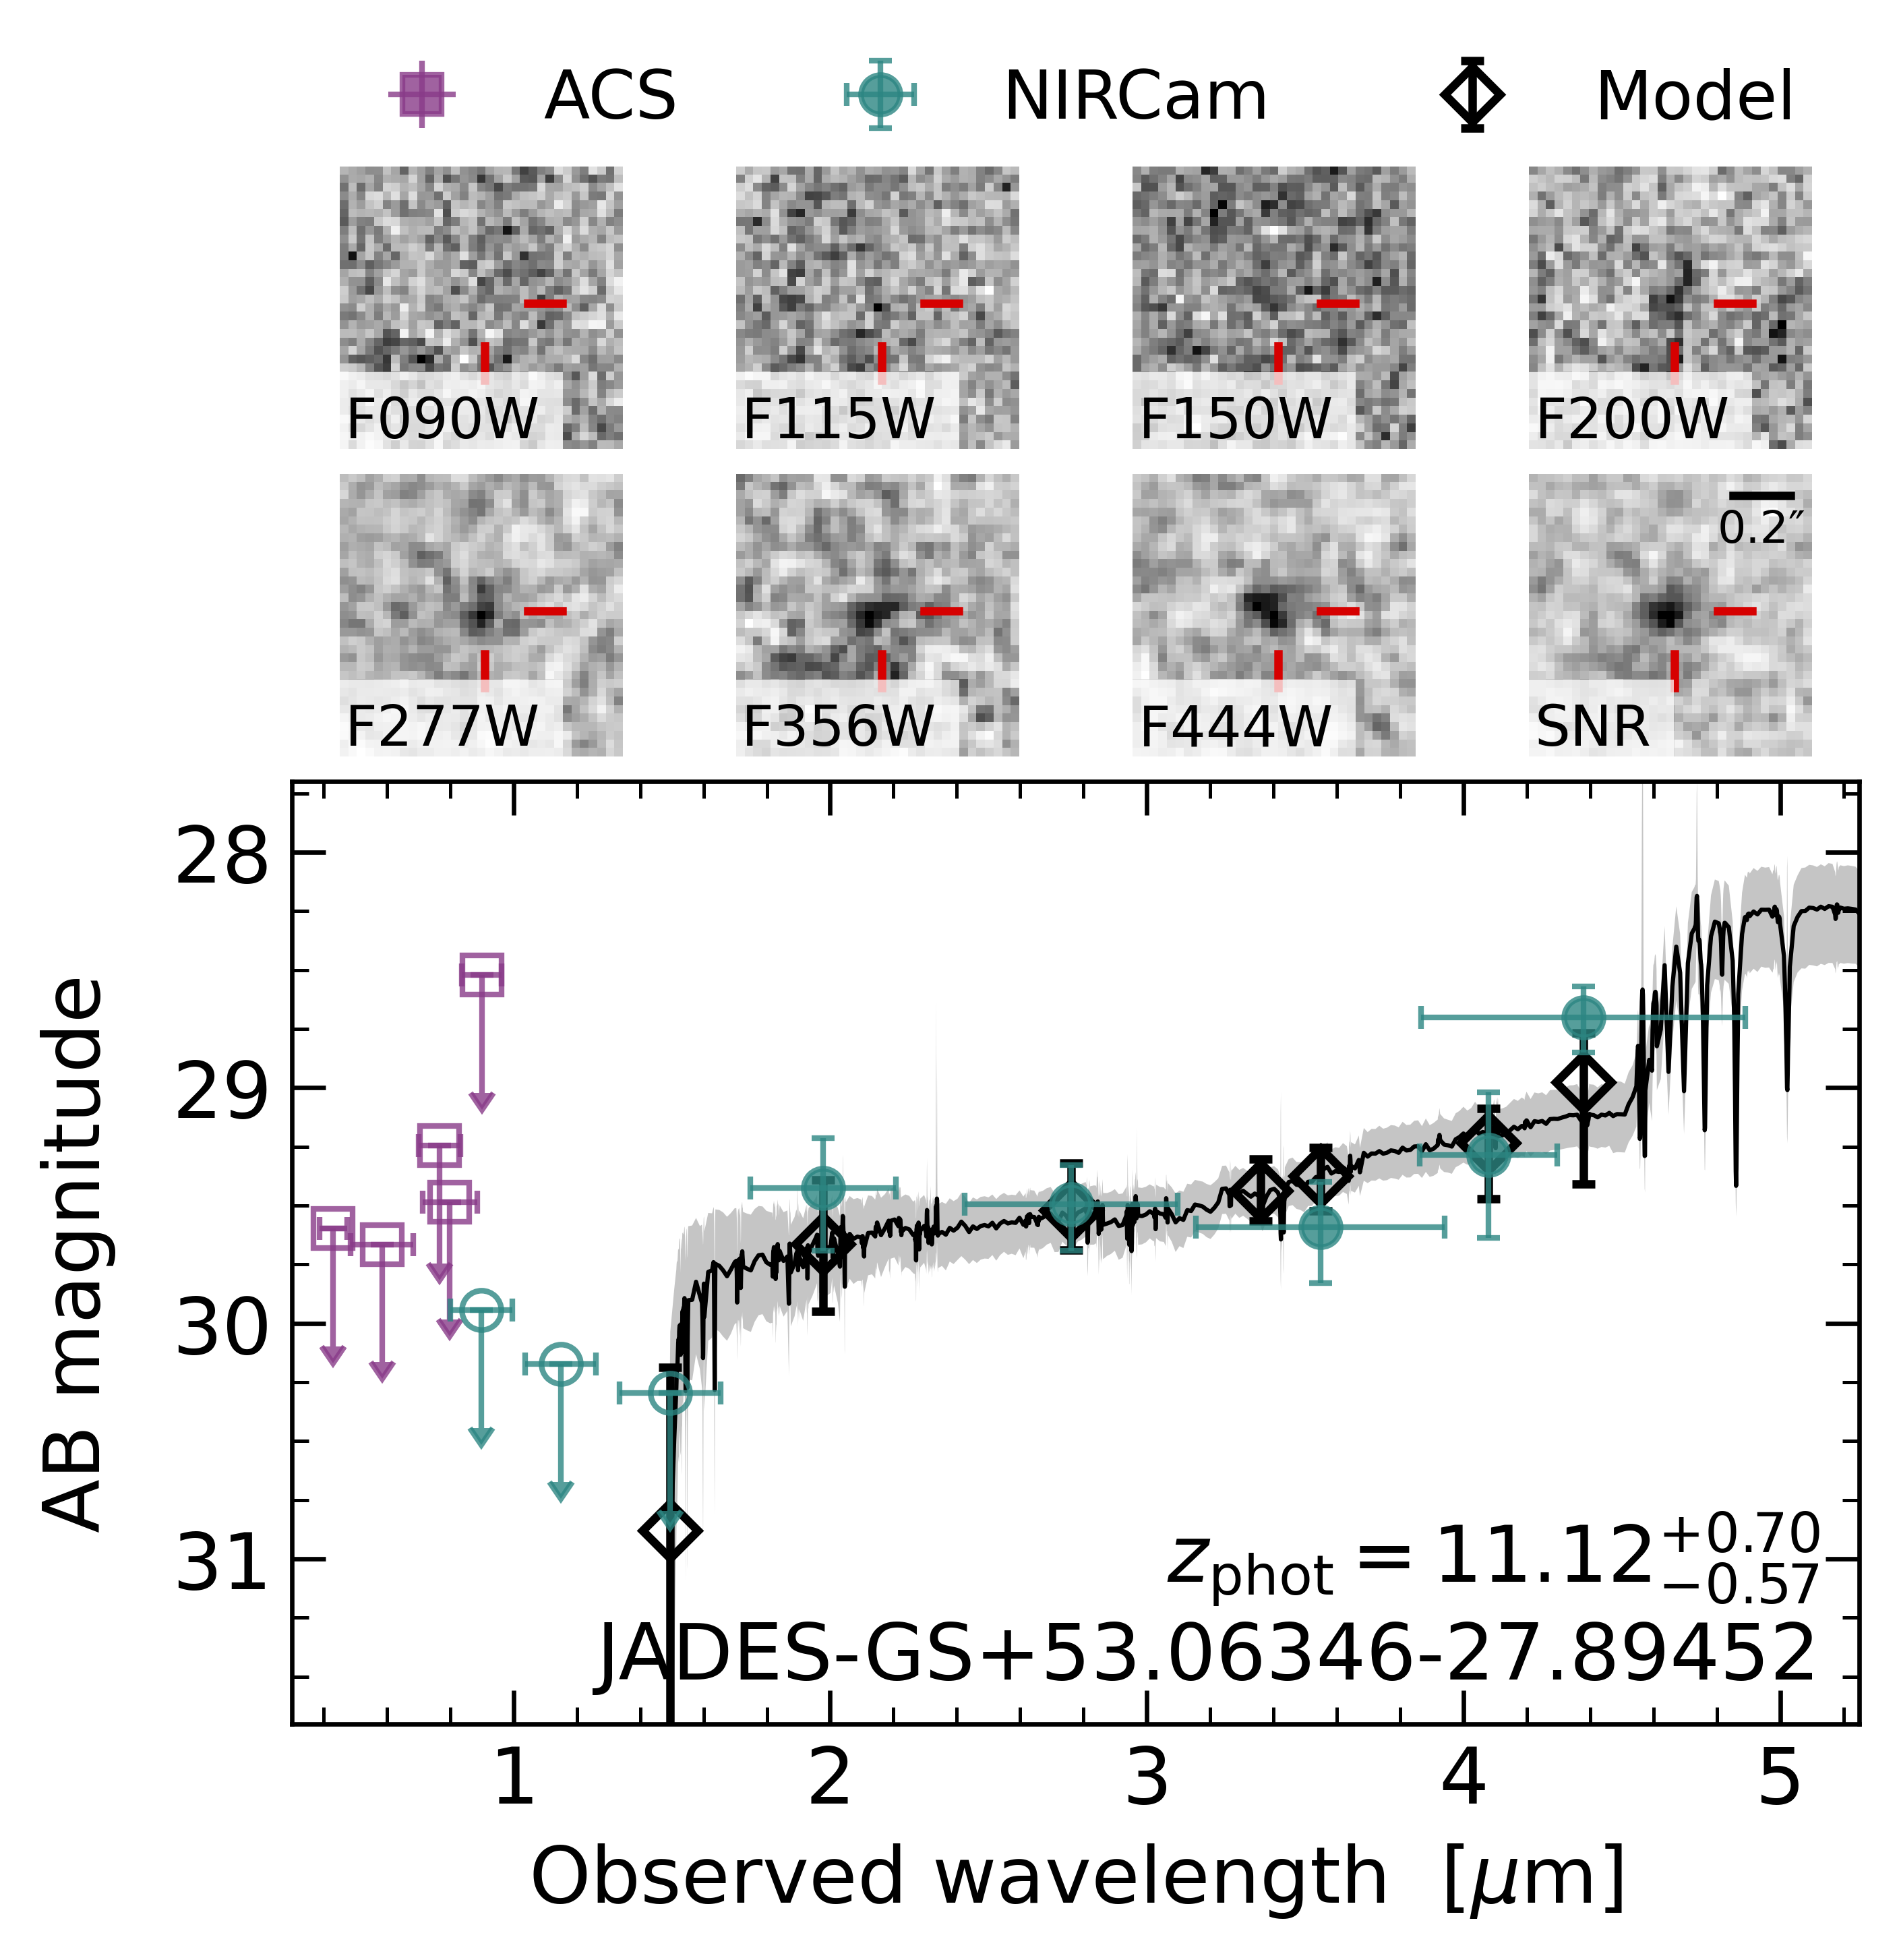 ACS NIRCam Model
F090W F115W F150W F200W
0.2″
F277W F356W F444W SNR
28
29
30
31
AB magnitude
z_phot = 11.12 +0.70 −0.57
JADES-GS+53.06346-27.89452
1 2 3 4 5
Observed wavelength [μm]